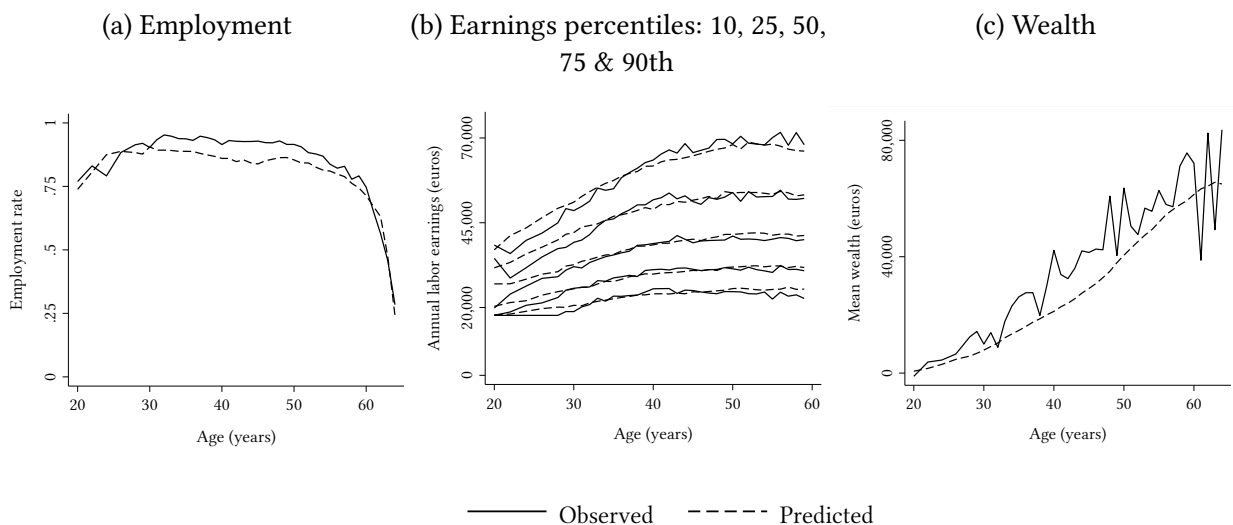 (a) Employment
(b) Earnings percentiles: 10, 25, 50,
75 & 90th
(c) Wealth
Employment rate
0
.25
.5
.75
1
20
30
40
50
60
Age (years)
Annual labor earnings (euros)
0
20,000
45,000
70,000
20
30
40
50
60
Age (years)
Mean wealth (euros)
0
40,000
80,000
20
30
40
50
60
Age (years)
Observed
Predicted